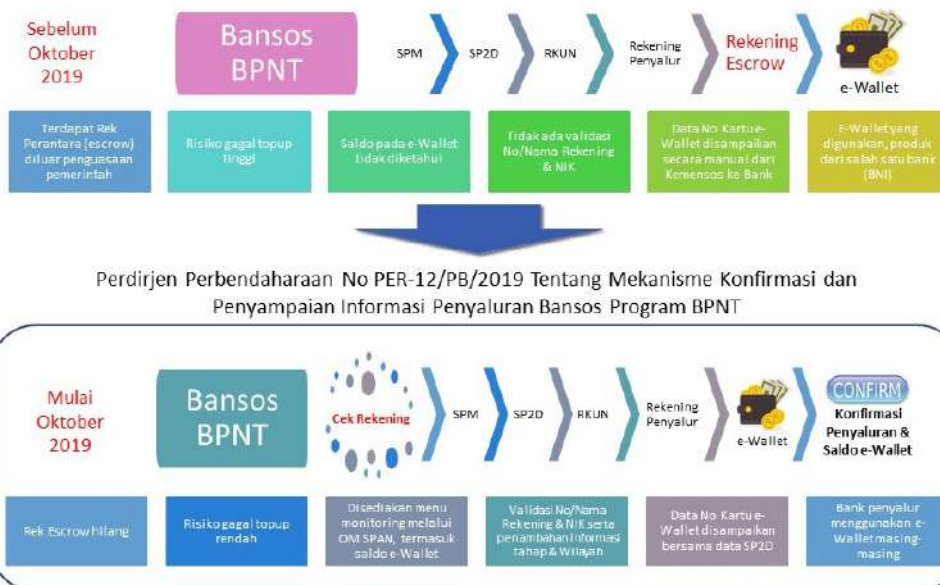 Sebelum
Oktober
2019
Bansos
BPNT
SPM
SP2D
RKUN
Rekening
Penyalur
Rekening
Escrow
e-Wallet
Terdapat Rek
Perantara (escrow)
diluar penguasaan
pemerintah
Risiko gagal topup
tinggi
Saldo pada e-Wallet
tidak diketahui
Tidak ada validasi
No/Nama Rekening
& NIK
Data No Kartu e-
Wallet disampaikan
secara manual dari
Kemensos ke Bank
E-Wallet yang
digunakan, produk
dari salah satu bank
(BNI)
Perdirjen Perbendaharaan No PER-12/PB/2019 Tentang Mekanisme Konfirmasi dan
Penyampaian Informasi Penyaluran Bansos Program BPNT
Mulai
Oktober
2019
Bansos
BPNT
Cek Rekening
SPM
SP2D
RKUN
Rekening
Penyalur
e-Wallet
CONFIRM
Konfirmasi
Penyaluran &
Saldo e-Wallet
Rek Escrow hilang
Risiko gagal topup
rendah
Disediakan menu
monitoring melalui
OM SPAN, termasuk
saldo e-Wallet
Validasi No/Nama
Rekening & NIK serta
penambahan informasi
tahap & Wilayah
Data No Kartu e-
Wallet disampaikan
bersama data SP2D
Bank penyalur
menggunakan e-
Wallet masing-
masing